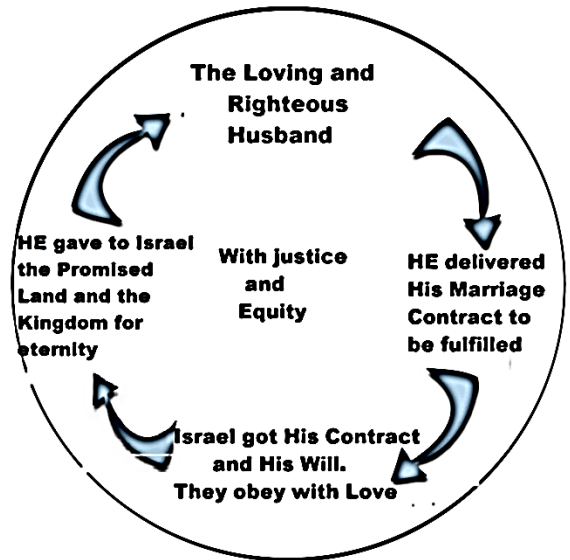 The Loving and
Righteous
Husband
HE delivered
His Marriage
Contract to
be fulfilled
Israel got His Contract
and His Will.
They obey with Love
HE gave to Israel
the Promised
Land and the
Kingdom for
eternity
With justice
and
Equity